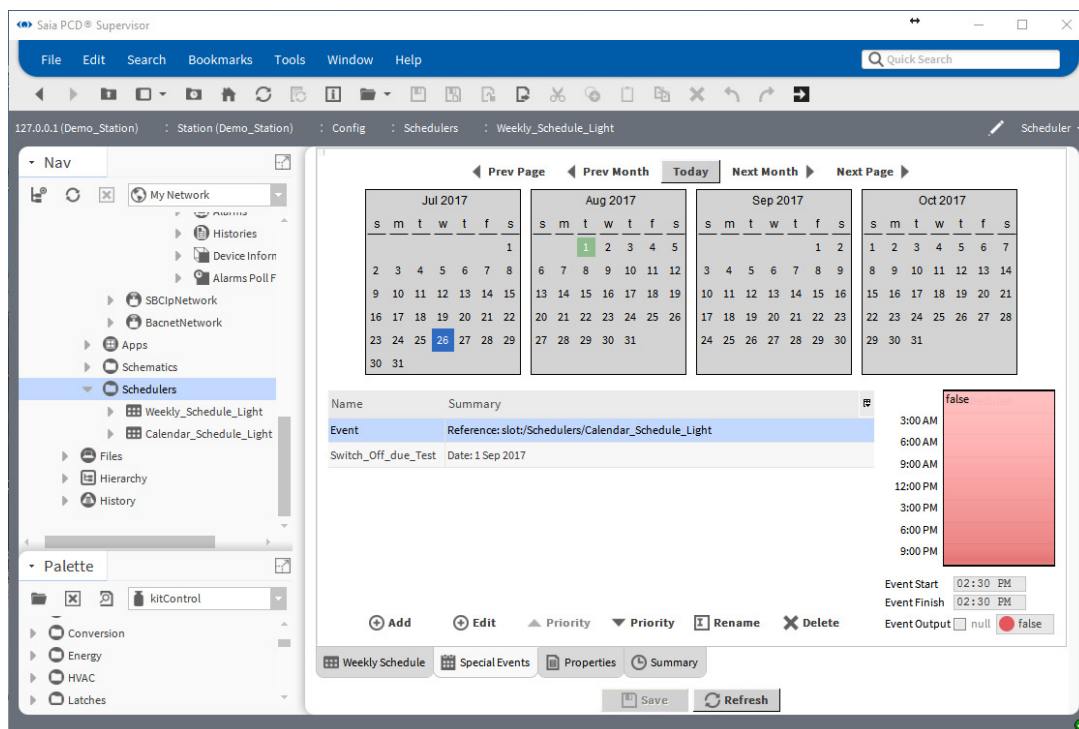 Saia PCD® Supervisor
File Edit Search Bookmarks Tools Window Help
Quick Search
127.0.0.1 (Demo_Station) : Station (Demo_Station) : Config : Schedulers : Weekly_Schedule_Light
Scheduler
Nav
My Network
Alarms
Histories
Device Inforn
Alarms Poll F
SBCIpNetwork
BacnetNetwork
Apps
Schematics
Schedulers
Weekly_Schedule_Light
Calendar_Schedule_Light
Files
Hierarchy
History
Palette
kitControl
Conversion
Energy
HVAC
Latches
Prev Page Prev Month Today Next Month Next Page
Jul 2017
s m t w t f s
1
2 3 4 5 6 7 8
9 10 11 12 13 14 15
16 17 18 19 20 21 22
23 24 25 26 27 28 29
30 31
Aug 2017
s m t w t f s
1 2 3 4 5
6 7 8 9 10 11 12
13 14 15 16 17 18 19
20 21 22 23 24 25 26
27 28 29 30 31
Sep 2017
s m t w t f s
1 2
3 4 5 6 7 8 9
10 11 12 13 14 15 16
17 18 19 20 21 22 23
24 25 26 27 28 29 30
Oct 2017
s m t w t f s
1 2 3 4 5 6 7
8 9 10 11 12 13 14
15 16 17 18 19 20 21
22 23 24 25 26 27 28
29 30 31
Name Summary
Event Reference: slot:/Schedulers/Calendar_Schedule_Light
Switch_Off_due_Test Date: 1 Sep 2017
false
3:00 AM
6:00 AM
9:00 AM
12:00 PM
3:00 PM
6:00 PM
9:00 PM
Event Start 02:30 PM
Event Finish 02:30 PM
Event Output null false
Add Edit Priority Priority Rename Delete
Weekly Schedule Special Events Properties Summary
Save Refresh